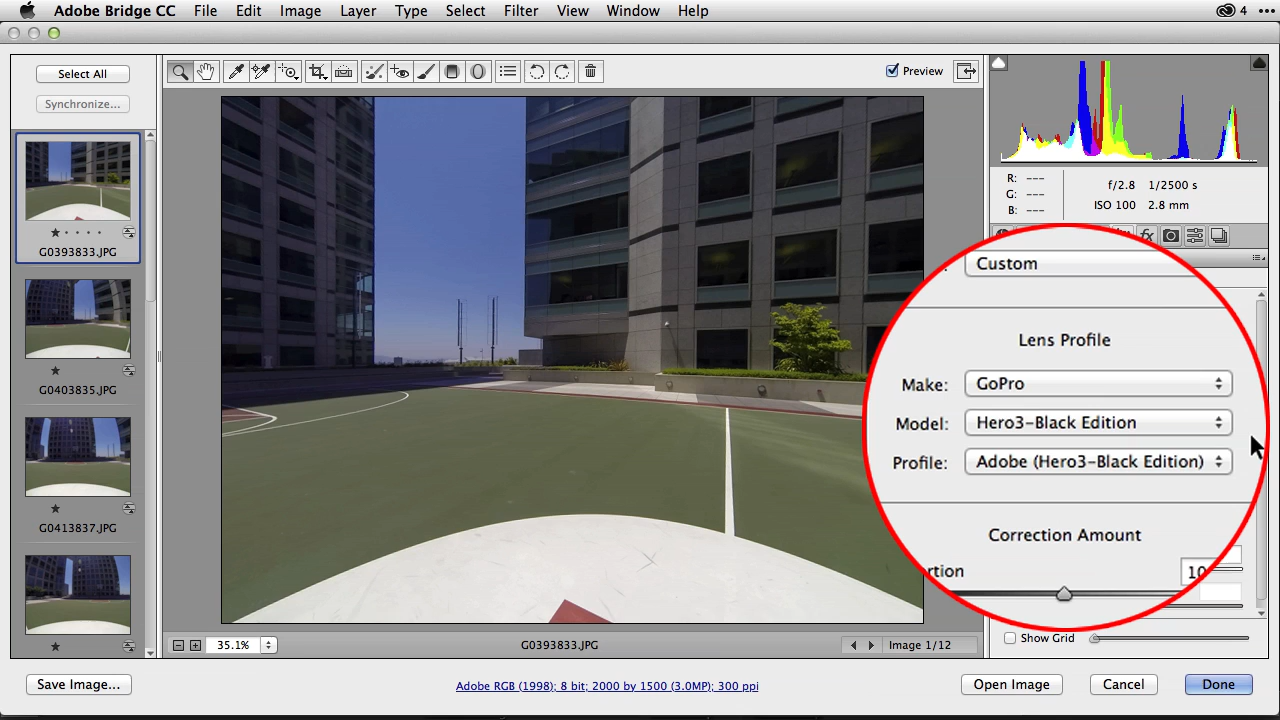 Adobe Bridge CC File Edit Image Layer Type Select Filter View Window Help 4
Select All
Synchronize...
G0393833.JPG
G0403835.JPG
G0413837.JPG
Preview
R: ---
G: ---
B: ---
f/2.8 1/2500 s
ISO 100 2.8 mm
fx
Custom
Lens Profile
Make: GoPro
Model: Hero3-Black Edition
Profile: Adobe (Hero3-Black Edition)
Correction Amount
rtion 10
Show Grid
35.1%
G0393833.JPG
Image 1/12
Save Image...
Adobe RGB (1998); 8 bit; 2000 by 1500 (3.0MP); 300 ppi
Open Image
Cancel
Done